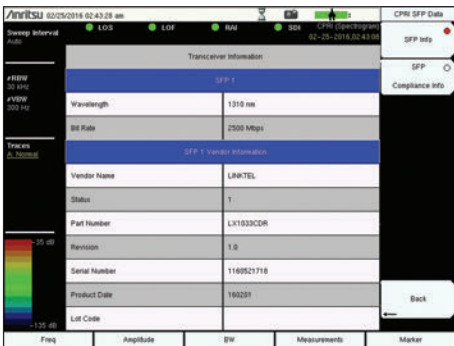 /Inritsu 02/25/2016 02:43:28 am
CPRI SFP Data
Sweep Interval
Auto
LOS
LOF
RAI
SDI
CPRI (Spectrogram)
02-25-2016,02:43:08
SFP Info
SFP
Compliance Info
Transceiver Information
#RBW
30 kHz
#VBW
300 Hz
SFP 1
Wavelength
1310 nm
Bit Rate
2500 Mbps
Traces
A: Normal
SFP 1 Vendor Information
Vendor Name
LINKTEL
Status
1
Part Number
LX1033CDR
-35 dB
Revision
1.0
Serial Number
1160521718
Product Date
160201
Back
Lot Code
-135 dB
Freq
Amplitude
BW
Measurements
Marker